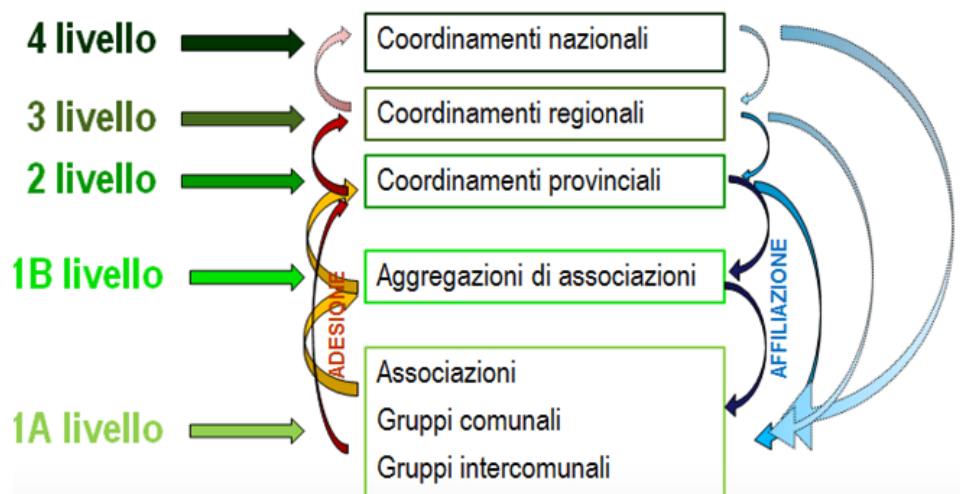 4 livello
Coordinamenti nazionali
3 livello
Coordinamenti regionali
2 livello
Coordinamenti provinciali
1B livello
Aggregazioni di associazioni
ADESIONE
AFFILIAZIONE
Associazioni
1A livello
Gruppi comunali
Gruppi intercomunali